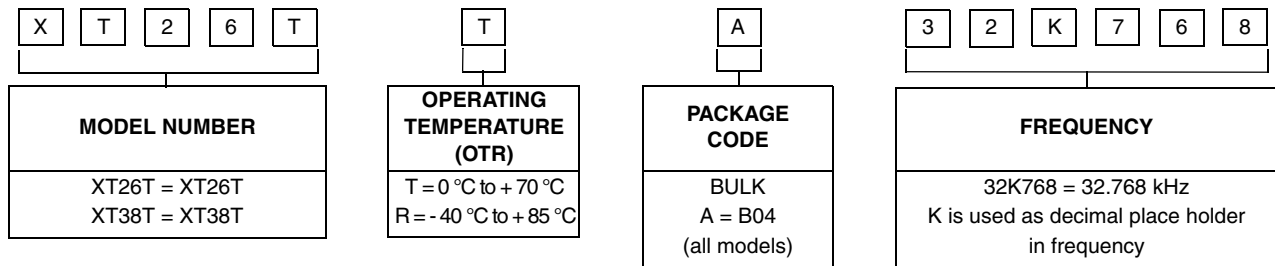 X T 2 6 T T A 3 2 K 7 6 8
MODEL NUMBER
XT26T = XT26T
XT38T = XT38T
OPERATING
TEMPERATURE
(OTR)
T = 0 °C to + 70 °C
R = - 40 °C to + 85 °C
PACKAGE
CODE
BULK
A = B04
(all models)
FREQUENCY
32K768 = 32.768 kHz
K is used as decimal place holder
in frequency